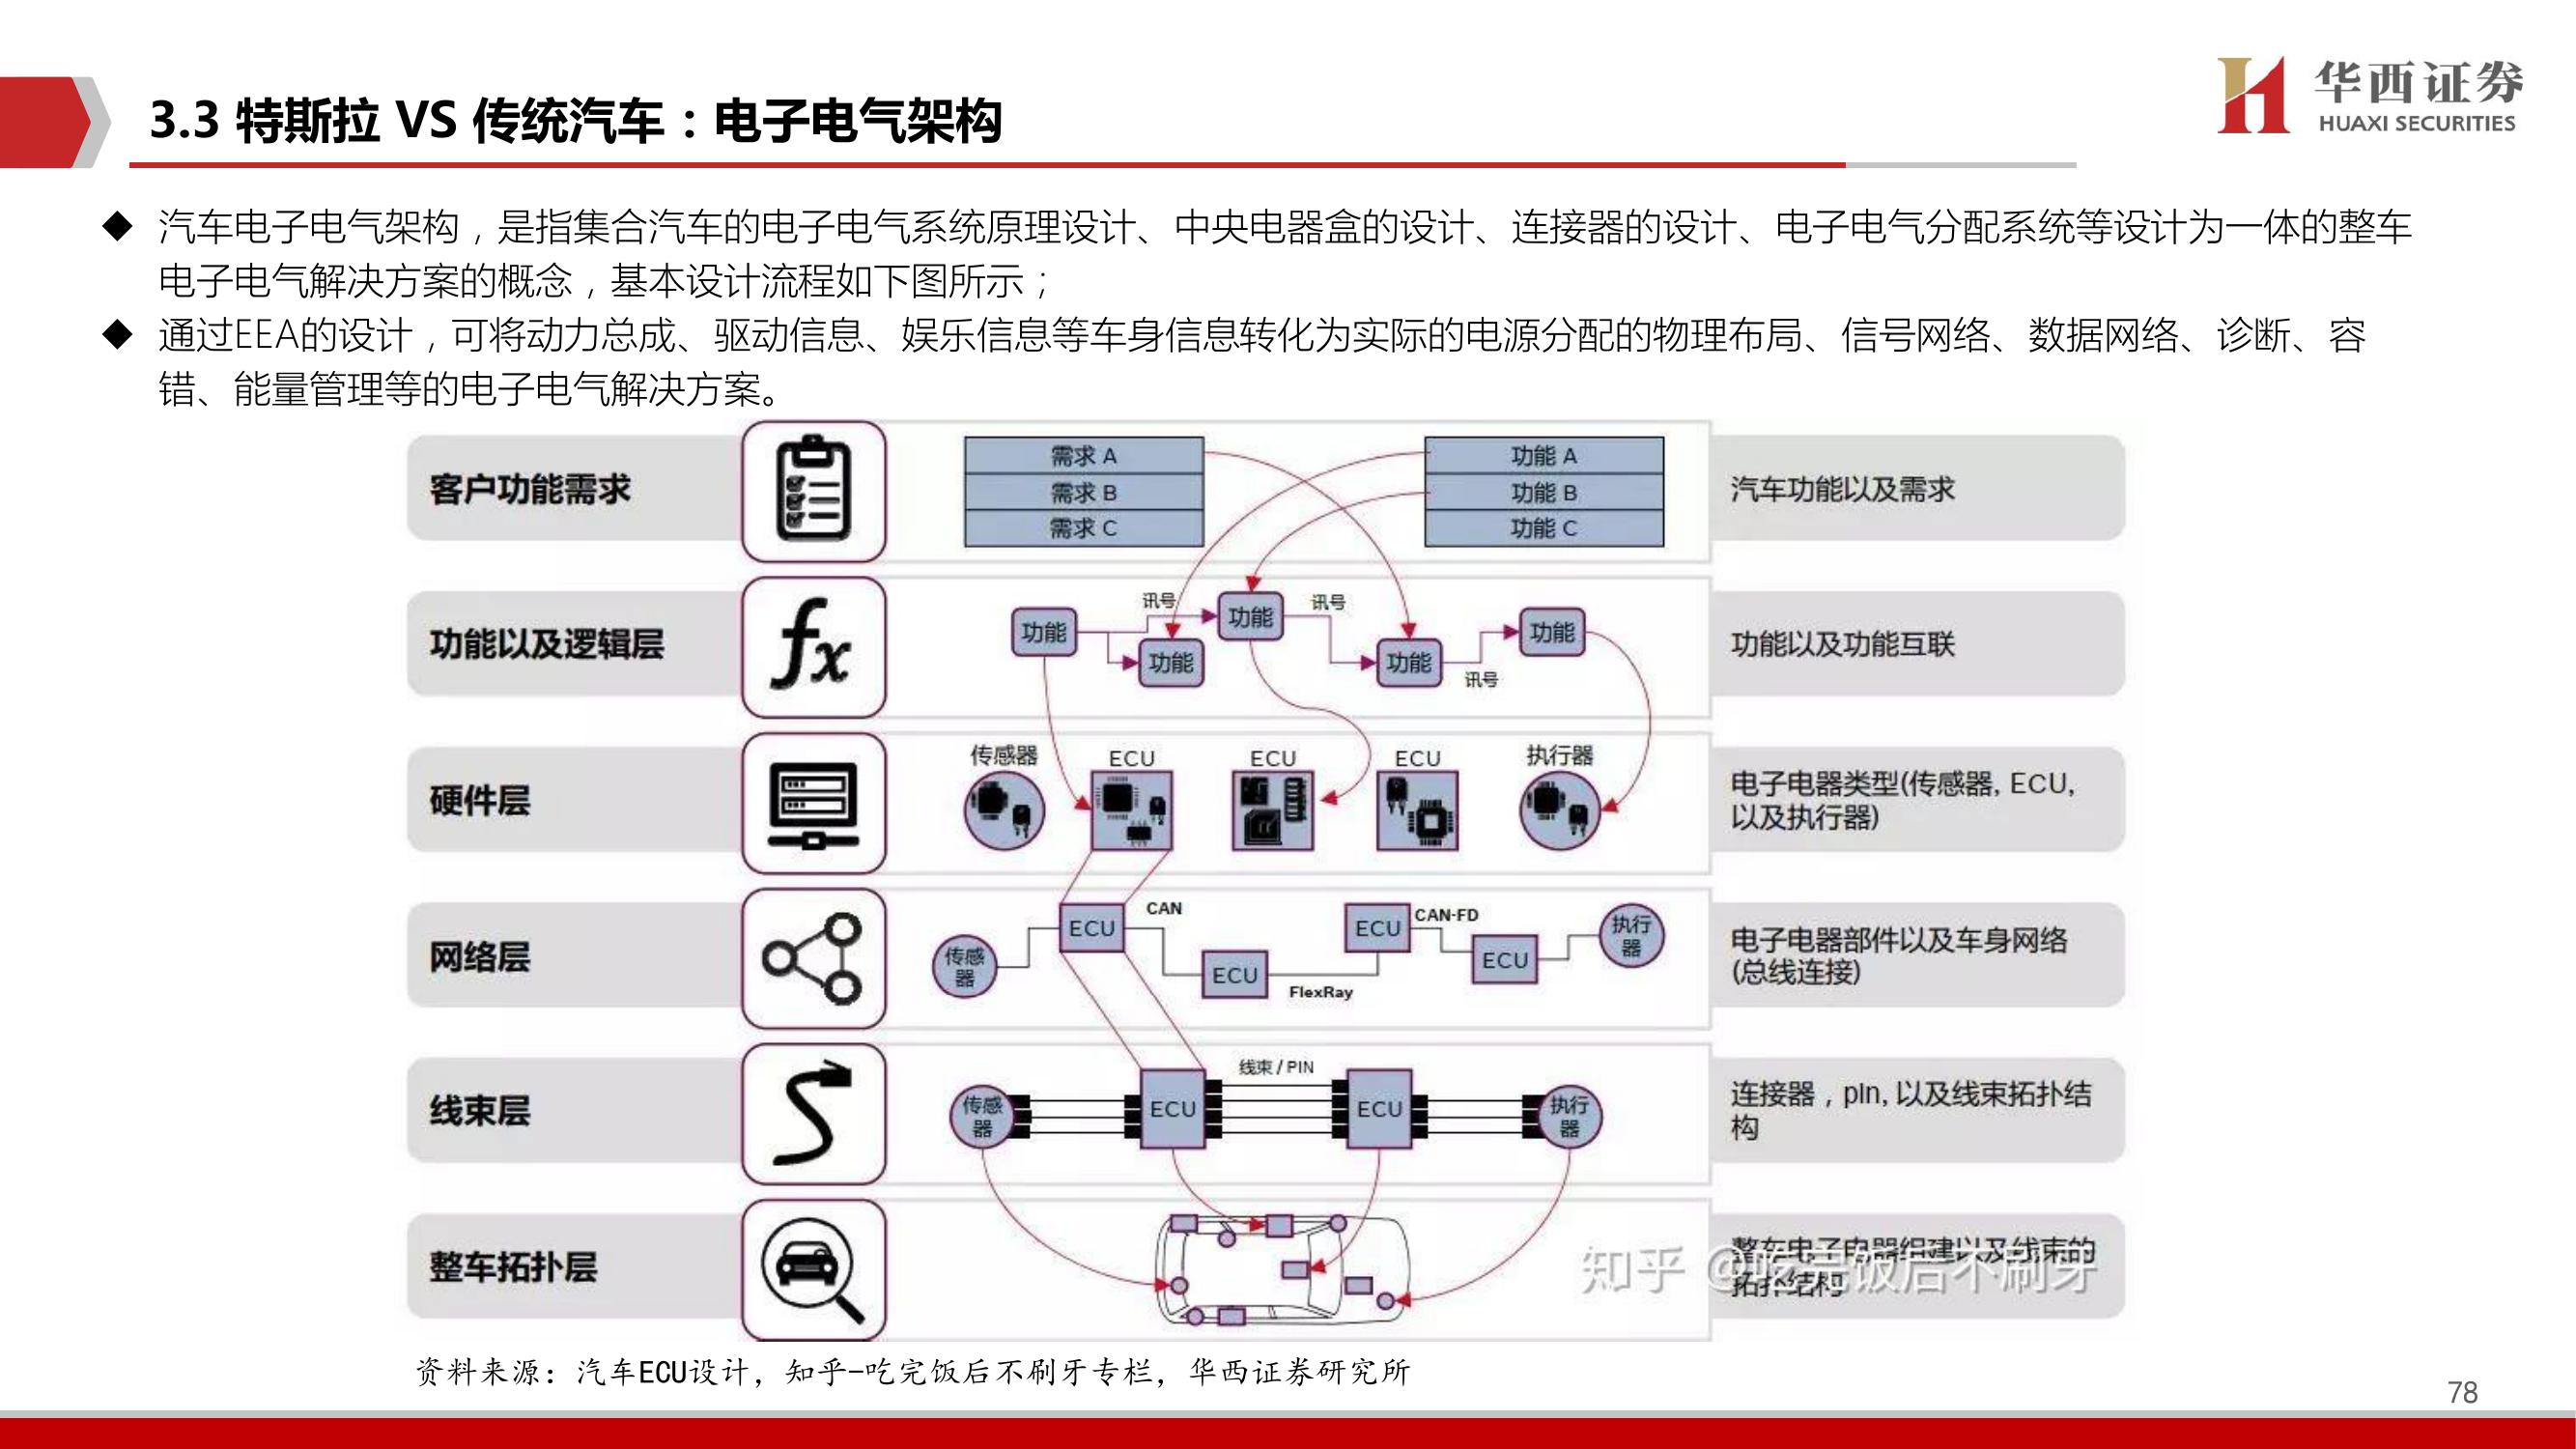 3.3 特斯拉 VS 传统汽车：电子电气架构
华西证券
HUAXI SECURITIES
◆ 汽车电子电气架构，是指集合汽车的电子电气系统原理设计、中央电器盒的设计、连接器的设计、电子电气分配系统等设计为一体的整车
电子电气解决方案的概念，基本设计流程如下图所示；
◆ 通过EEA的设计，可将动力总成、驱动信息、娱乐信息等车身信息转化为实际的电源分配的物理布局、信号网络、数据网络、诊断、容
错、能量管理等的电子电气解决方案。
客户功能需求
需求 A
需求 B
需求 C
功能 A
功能 B
功能 C
汽车功能以及需求
功能以及逻辑层
功能
讯号
功能
功能
讯号
功能
讯号
功能
功能以及功能互联
硬件层
传感器
ECU
ECU
ECU
执行器
电子电器类型(传感器, ECU,
以及执行器)
网络层
传感
器
ECU
CAN
ECU
FlexRay
ECU
CAN-FD
ECU
执行
器
电子电器部件以及车身网络
(总线连接)
线束层
传感
器
ECU
线束 / PIN
ECU
执行
器
连接器，pin, 以及线束拓扑结
构
整车拓扑层
整车电子电器组建以及线束的
拓扑结构
知乎 @吃完饭后不刷牙
资料来源：汽车ECU设计，知乎-吃完饭后不刷牙专栏，华西证券研究所
78